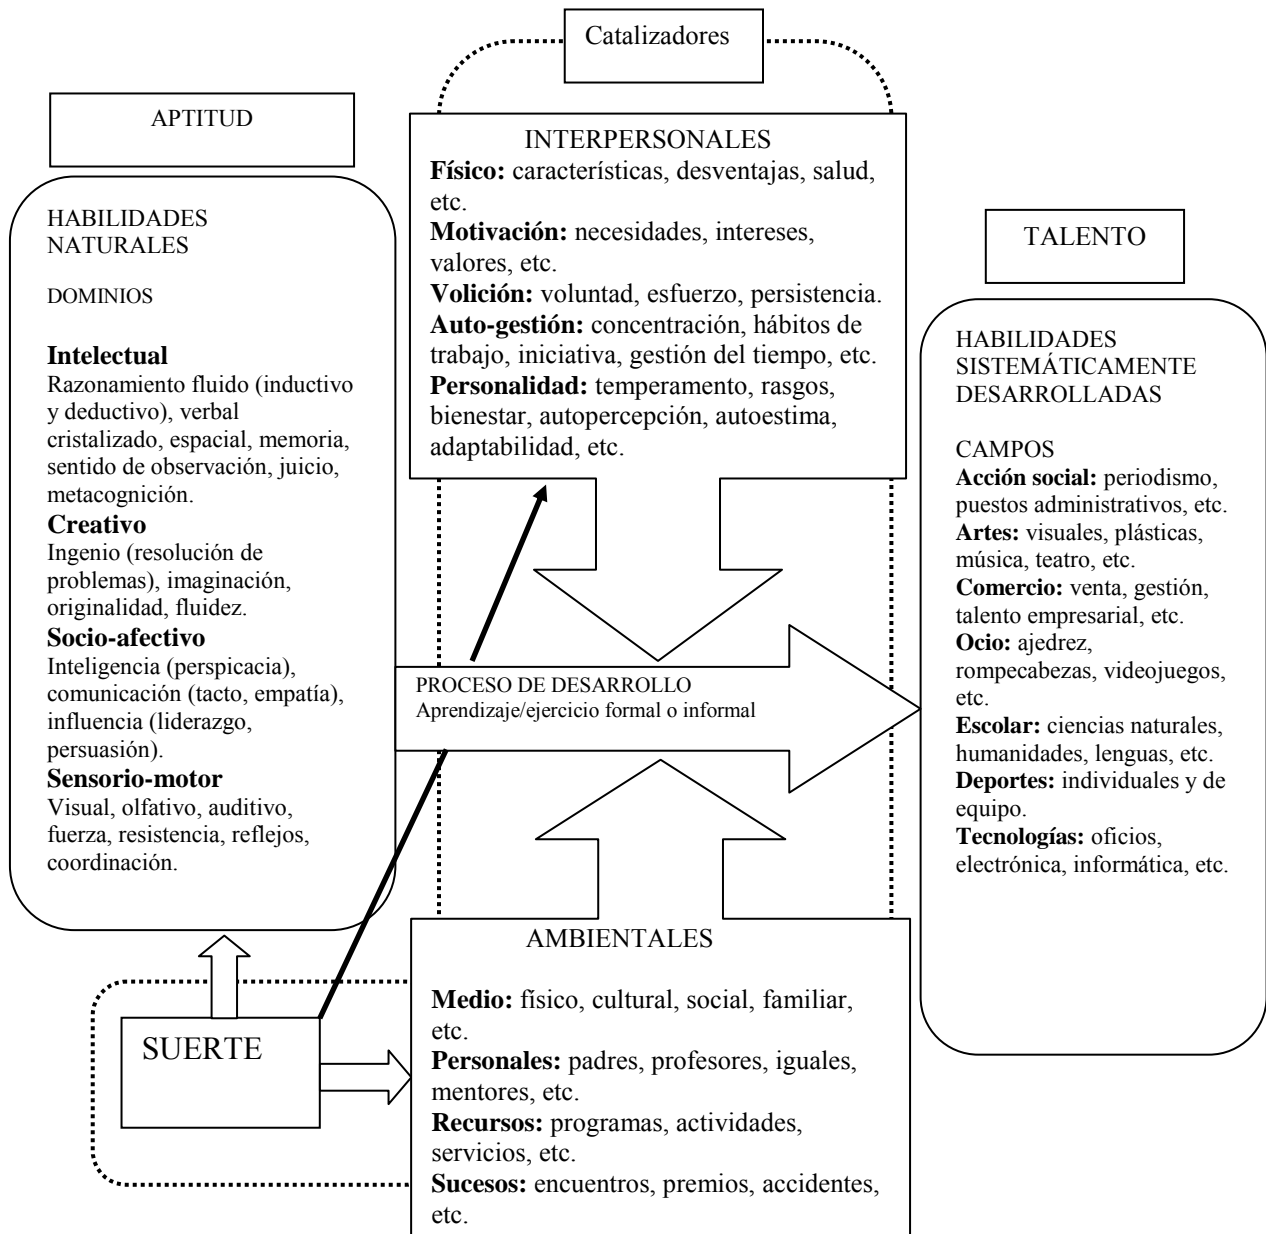 Catalizadores
APTITUD
HABILIDADES
NATURALES
DOMINIOS
Intelectual
Razonamiento fluido (inductivo
y deductivo), verbal
cristalizado, espacial, memoria,
sentido de observación, juicio,
metacognición.
Creativo
Ingenio (resolución de
problemas), imaginación,
originalidad, fluidez.
Socio-afectivo
Inteligencia (perspicacia),
comunicación (tacto, empatía),
influencia (liderazgo,
persuasión).
Sensorio-motor
Visual, olfativo, auditivo,
fuerza, resistencia, reflejos,
coordinación.
INTERPERSONALES
Físico: características, desventajas, salud,
etc.
Motivación: necesidades, intereses,
valores, etc.
Volición: voluntad, esfuerzo, persistencia.
Auto-gestión: concentración, hábitos de
trabajo, iniciativa, gestión del tiempo, etc.
Personalidad: temperamento, rasgos,
bienestar, autopercepción, autoestima,
adaptabilidad, etc.
PROCESO DE DESARROLLO
Aprendizaje/ejercicio formal o informal
TALENTO
HABILIDADES
SISTEMÁTICAMENTE
DESARROLLADAS
CAMPOS
Acción social: periodismo,
puestos administrativos, etc.
Artes: visuales, plásticas,
música, teatro, etc.
Comercio: venta, gestión,
talento empresarial, etc.
Ocio: ajedrez,
rompecabezas, videojuegos,
etc.
Escolar: ciencias naturales,
humanidades, lenguas, etc.
Deportes: individuales y de
equipo.
Tecnologías: oficios,
electrónica, informática, etc.
SUERTE
AMBIENTALES
Medio: físico, cultural, social, familiar,
etc.
Personales: padres, profesores, iguales,
mentores, etc.
Recursos: programas, actividades,
servicios, etc.
Sucesos: encuentros, premios, accidentes,
etc.